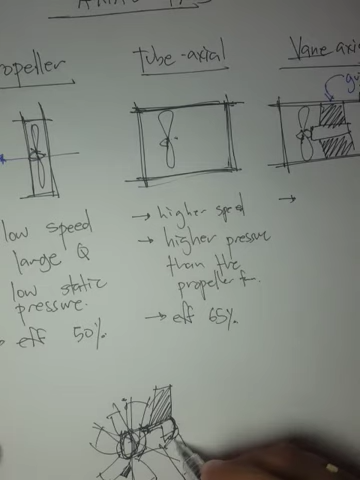 propeller
tube-axial
Vane axi
low speed
large Q
low static
pressure.
eff 50%
→ higher speed
→ higher pressure
than the
propeller f
→ eff 65%
→